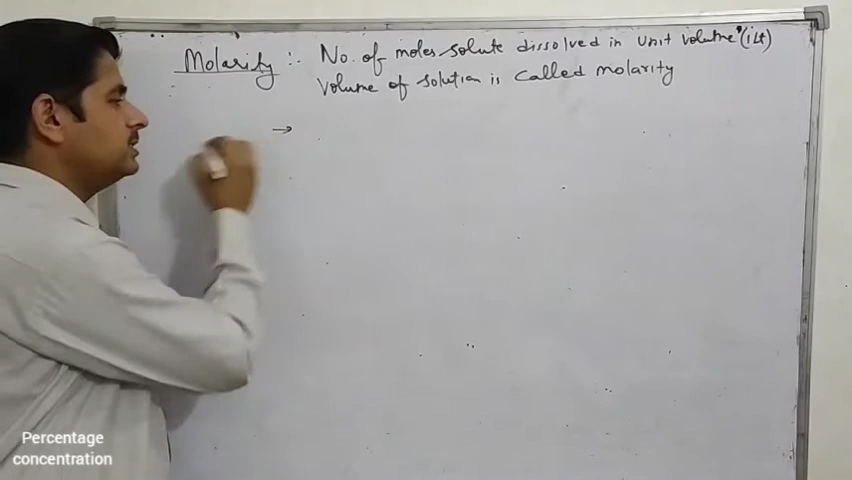 Molarity :- No. of moles solute dissolved in unit volume (1Lt)
volume of solution is called molarity
→
Percentage
concentration